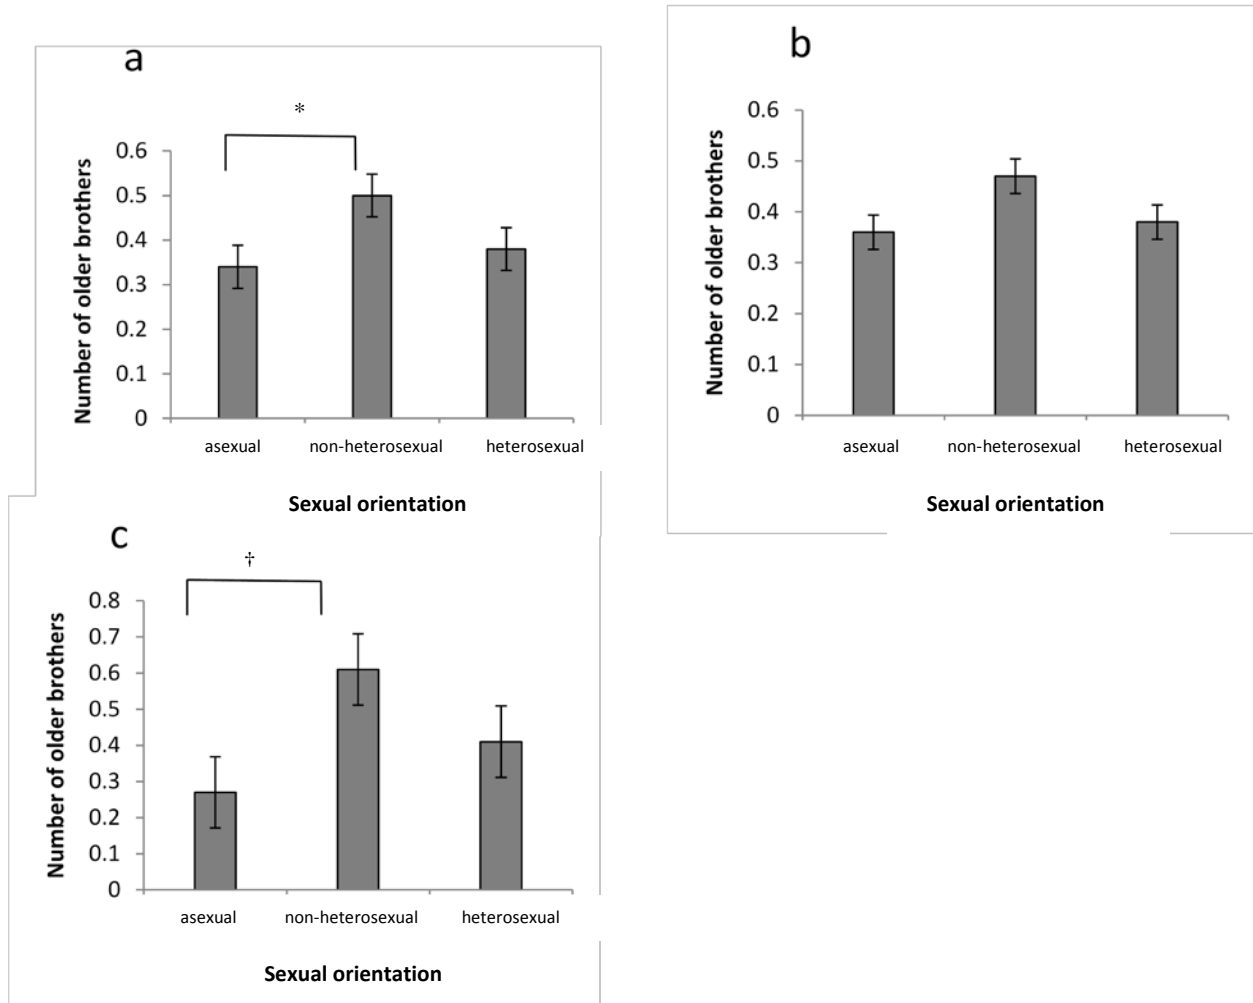 a
*
Number of older brothers
0.6
0.5
0.4
0.3
0.2
0.1
0
asexual non-heterosexual heterosexual
Sexual orientation
b
Number of older brothers
0.6
0.5
0.4
0.3
0.2
0.1
0
asexual non-heterosexual heterosexual
Sexual orientation
c
†
Number of older brothers
0.8
0.7
0.6
0.5
0.4
0.3
0.2
0.1
0
asexual non-heterosexual heterosexual
Sexual orientation